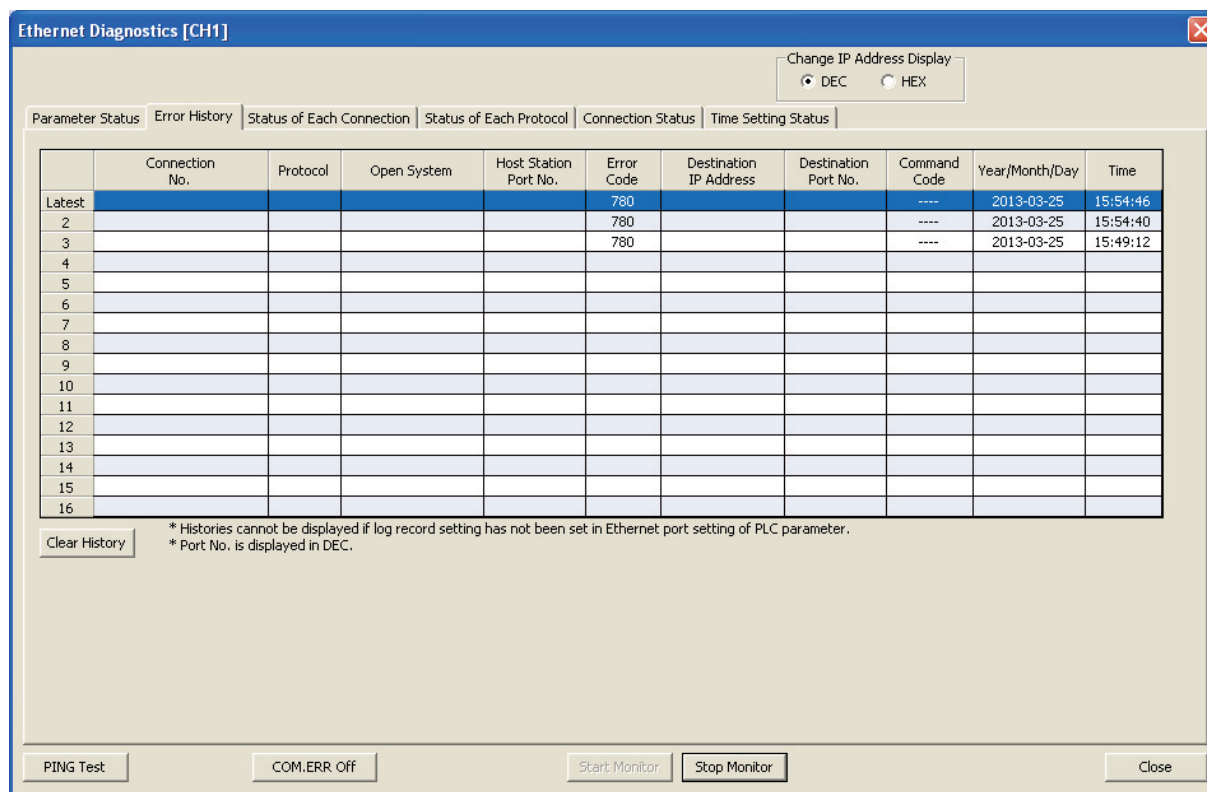 Ethernet Diagnostics [CH1]
Change IP Address Display
DEC HEX
Parameter Status Error History Status of Each Connection Status of Each Protocol Connection Status Time Setting Status
Connection No. Protocol Open System Host Station Port No. Error Code Destination IP Address Destination Port No. Command Code Year/Month/Day Time
Latest 780 ---- 2013-03-25 15:54:46
2 780 ---- 2013-03-25 15:54:40
3 780 ---- 2013-03-25 15:49:12
4
5
6
7
8
9
10
11
12
13
14
15
16
Clear History
* Histories cannot be displayed if log record setting has not been set in Ethernet port setting of PLC parameter.
* Port No. is displayed in DEC.
PING Test COM.ERR Off Start Monitor Stop Monitor Close